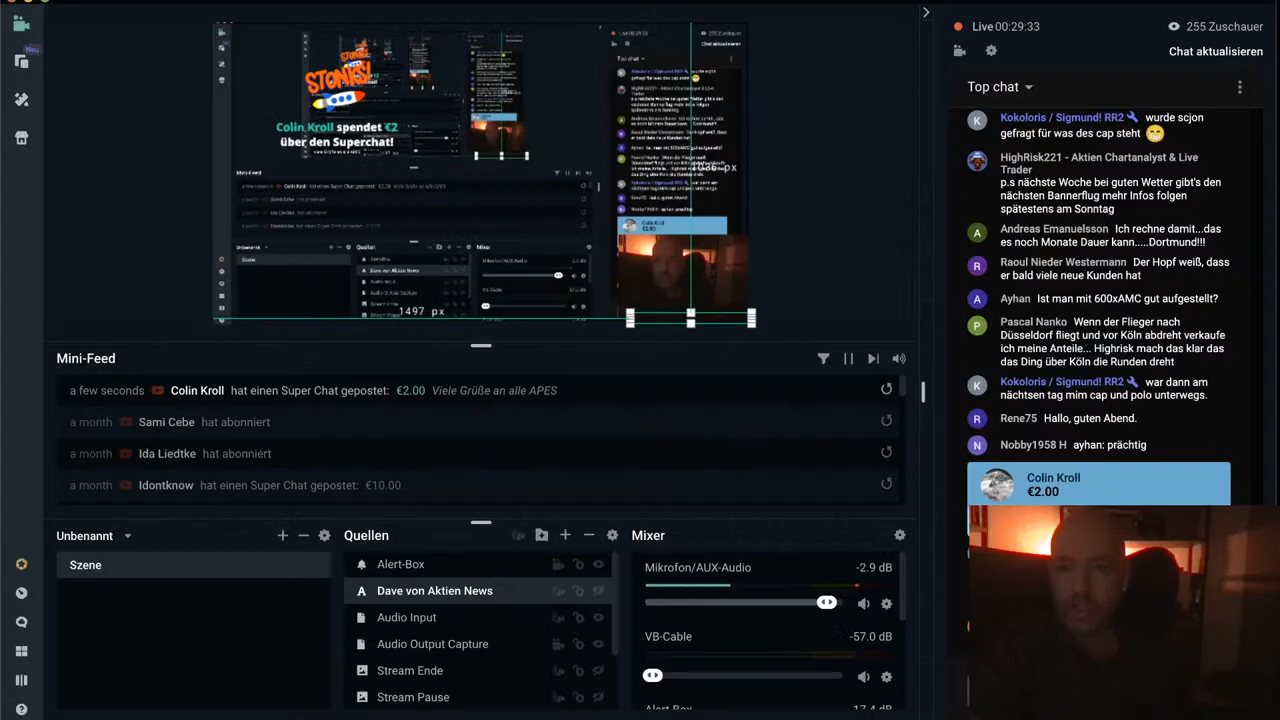 Live 00:29:33
255 Zuschauer
Chat aktualisieren
Neu
STONKS!
Colin Kroll spendet €2
über den Superchat!
1497 px
Mini-Feed
a few seconds Colin Kroll hat einen Super Chat gepostet: €2.00 Viele Grüße an alle APES
a month Sami Cebe hat abonniert
a month Ida Liedtke hat abonniert
a month Idontknow hat einen Super Chat gepostet: €10.00
Unbenannt
Szene
Quellen
Alert-Box
Dave von Aktien News
Audio Input
Audio Output Capture
Stream Ende
Stream Pause
Mixer
Mikrofon/AUX-Audio -2.9 dB
VB-Cable -57.0 dB
Top chat
K Kokoloris / Sigmund! RR2 wurde scjon
gefragt für was des cap steht
HighRisk221 - Aktien Chartanalyst & Live
Trader
p.s nächste Woche bei Wetter gibt's den
nächsten Bannerflug mehr Infos folgen
spätestens am Sonntag
A Andreas Emanuelsson Ich rechne damit...das
es noch Monate Dauer kann.....Dortmund!!!
R Raoul Nieder Westermann Der Hopf weiß, dass
er bald viele neue Kunden hat
A Ayhan Ist man mit 300xAMC gut aufgestellt?
P Pascal Nanko Wenn der Flieger nach
Düsseldorf fliegt und vor Köln abdreht verkaufe
ich meine Anteile... Highrisk mach das klar das
das Ding über Köln die Runden dreht
K Kokoloris / Sigmund! RR2 war dann am
nächtsen tag mim cap und polo unterwegs.
R Rene75 Hallo, guten Abend.
N Nobby1958 H ayhan: prächtig
Colin Kroll
€2.00